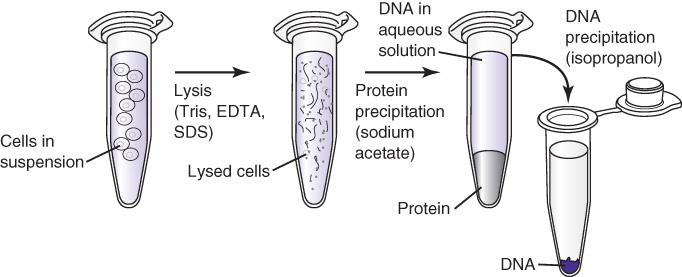 Cells in
suspension
Lysis
(Tris, EDTA,
SDS)
Lysed cells
Protein
precipitation
(sodium
acetate)
DNA in
aqueous
solution
Protein
DNA
precipitation
(isopropanol)
DNA